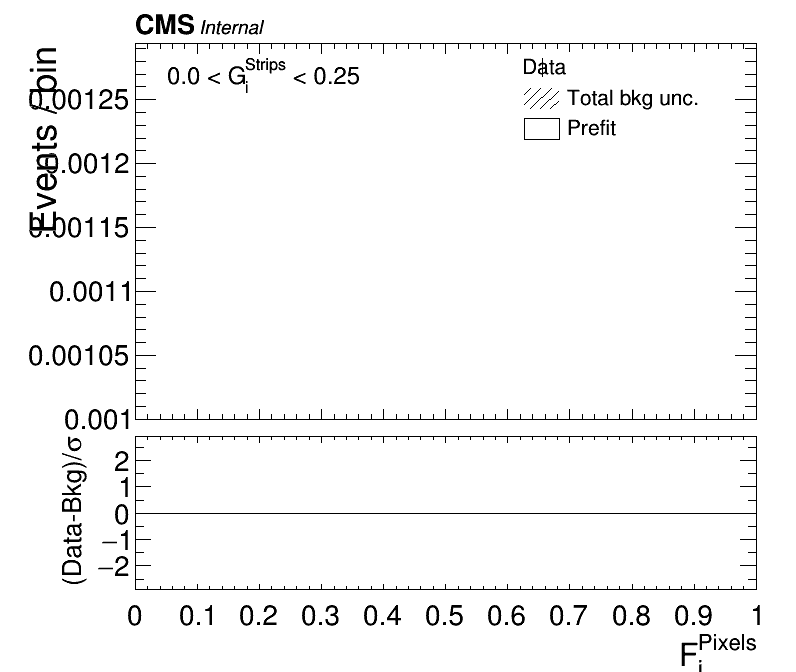 CMS Internal
0.0 < G_i^Strips < 0.25
Data
Total bkg unc.
Prefit
Events / bin
0.00125
0.0012
0.00115
0.0011
0.00105
0.001
(Data-Bkg)/σ
2
1
0
−1
−2
0 0.1 0.2 0.3 0.4 0.5 0.6 0.7 0.8 0.9 1
F_i^Pixels